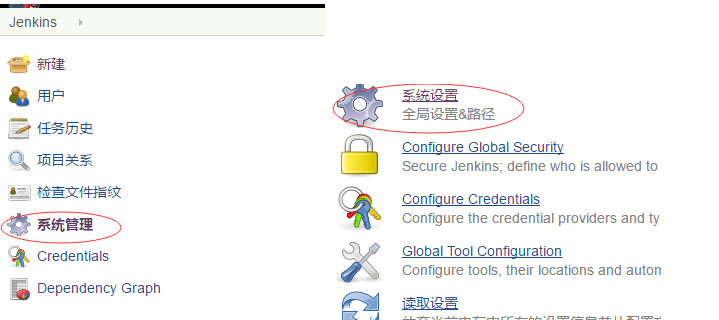 Jenkins
新建
用户
任务历史
项目关系
检查文件指纹
系统管理
Credentials
Dependency Graph
系统设置
全局设置&路径
Configure Global Security
Secure Jenkins; define who is allowed to
Configure Credentials
Configure the credential providers and ty
Global Tool Configuration
Configure tools, their locations and autom
读取设置